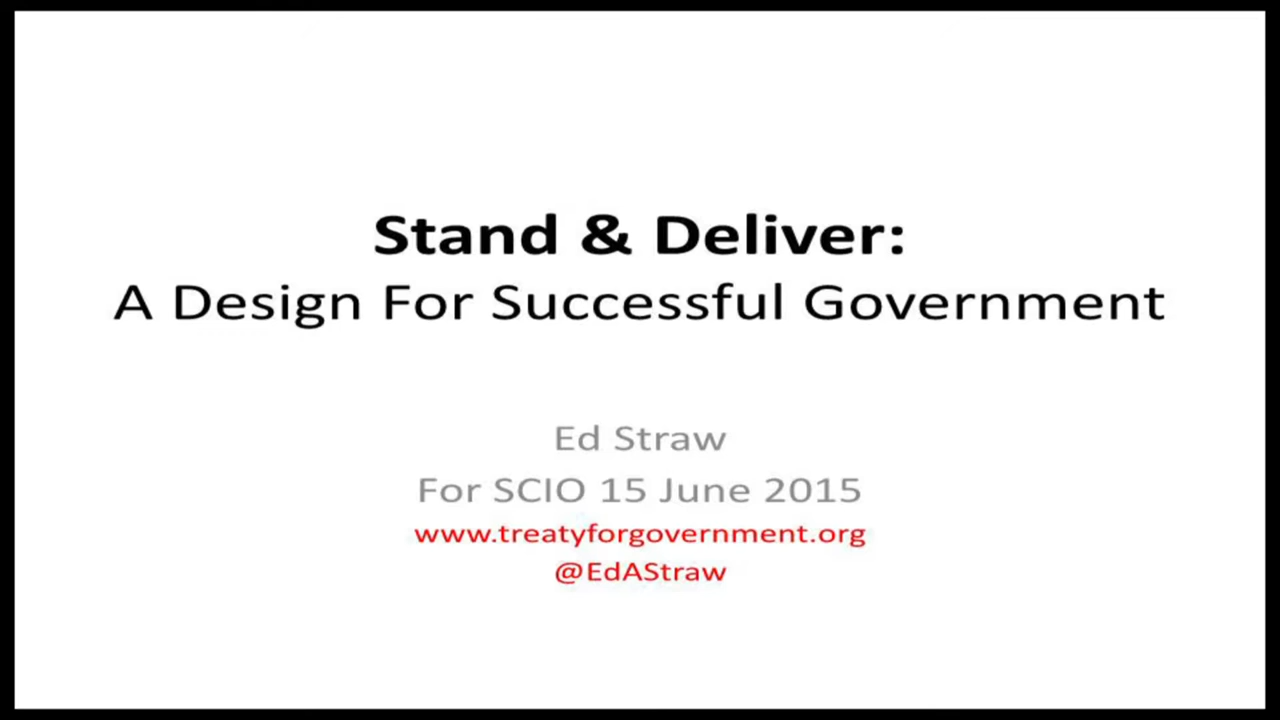 Stand & Deliver:
A Design For Successful Government
Ed Straw
For SCIO 15 June 2015
www.treatyforgovernment.org
@EdAStraw